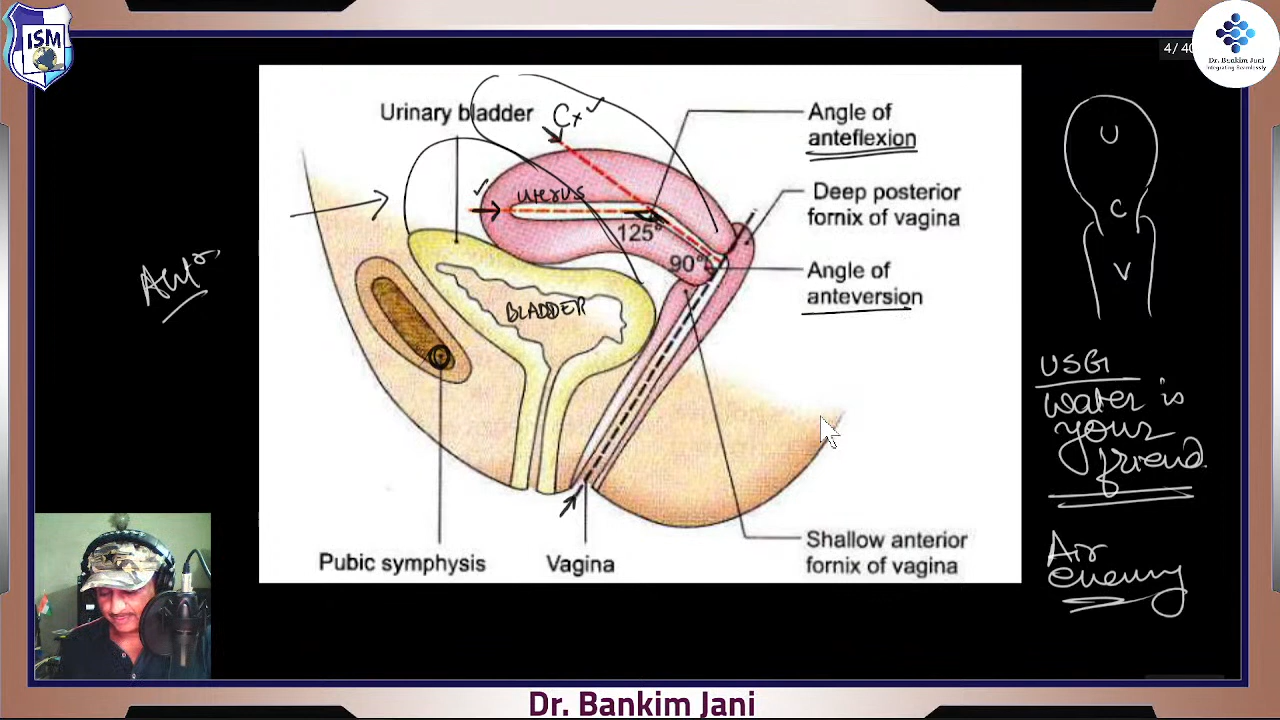 ISM
4 / 40
Dr. Bankim Jani
Integrating Seamlessly
Urinary bladder
Cx
Angle of
anteflexion
Deep posterior
fornix of vagina
uterus
125°
90°
Angle of
anteversion
BLADDER
Pubic symphysis
Vagina
Shallow anterior
fornix of vagina
U
C
V
USG
Water is
your
friend
Air
enemy
Dr. Bankim Jani